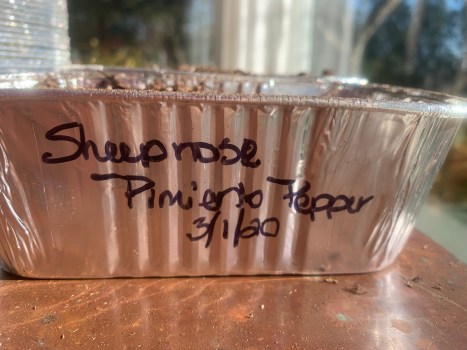 Sheepnose
Pimiento Pepper
3/1/20